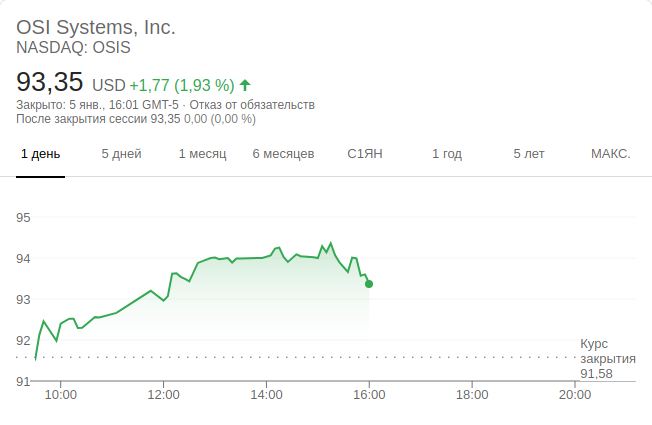 OSI Systems, Inc.
NASDAQ: OSIS
93,35 USD +1,77 (1,93 %)
Закрыто: 5 янв., 16:01 GMT-5 · Отказ от обязательств
После закрытия сессии 93,35 0,00 (0,00 %)
1 день 5 дней 1 месяц 6 месяцев С1ЯН 1 год 5 лет МАКС.
95
94
93
92
Курс
закрытия
91,58
91
10:00 12:00 14:00 16:00 18:00 20:00